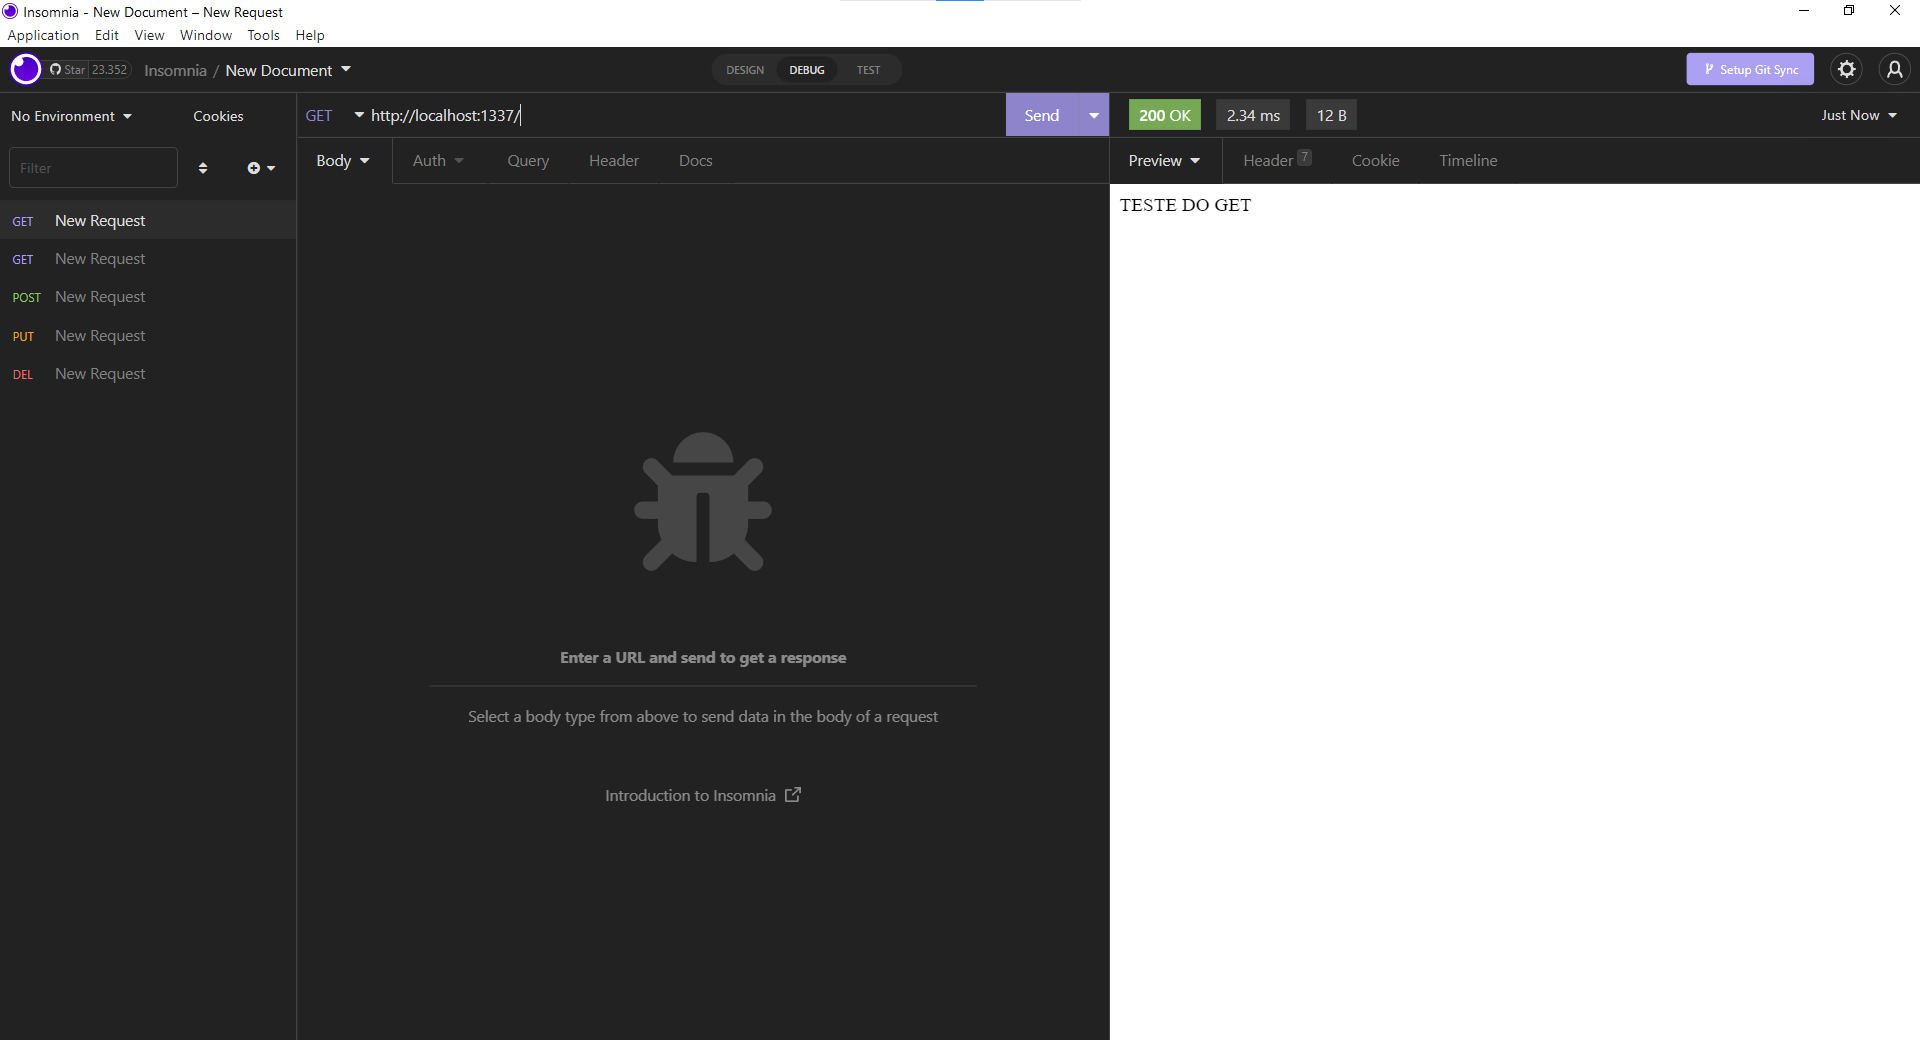 Insomnia - New Document – New Request
Application Edit View Window Tools Help
Star 23.352 Insomnia / New Document DESIGN DEBUG TEST Setup Git Sync
No Environment Cookies GET http://localhost:1337/ Send 200 OK 2.34 ms 12 B Just Now
Filter Body Auth Query Header Docs Preview Header 7 Cookie Timeline
GET New Request
GET New Request
POST New Request
PUT New Request
DEL New Request
Enter a URL and send to get a response
Select a body type from above to send data in the body of a request
Introduction to Insomnia
TESTE DO GET